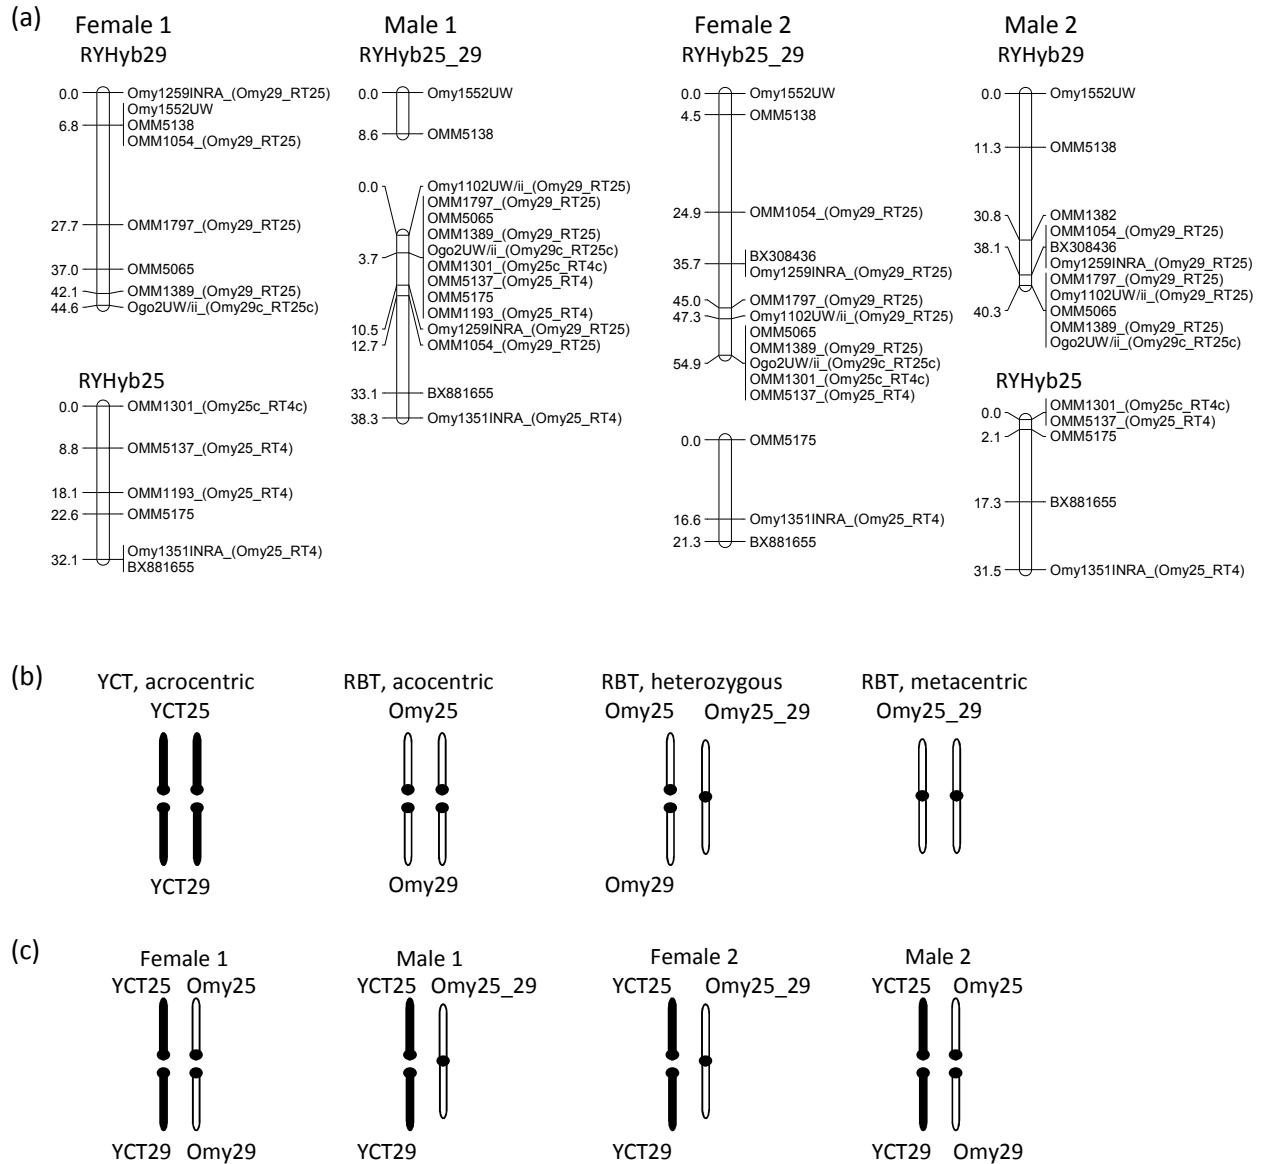 (a)
Female 1
RYHyb29
0.0 Omy1259INRA_(Omy29_RT25)
Omy1552UW
6.8 OMM5138
OMM1054_(Omy29_RT25)
27.7 OMM1797_(Omy29_RT25)
37.0 OMM5065
42.1 OMM1389_(Omy29_RT25)
44.6 Ogo2UW/ii_(Omy29c_RT25c)
RYHyb25
0.0 OMM1301_(Omy25c_RT4c)
8.8 OMM5137_(Omy25_RT4)
18.1 OMM1193_(Omy25_RT4)
22.6 OMM5175
Omy1351INRA_(Omy25_RT4)
32.1 BX881655
Male 1
RYHyb25_29
0.0 Omy1552UW
8.6 OMM5138
0.0 Omy1102UW/ii_(Omy29_RT25)
OMM1797_(Omy29_RT25)
OMM5065
OMM1389_(Omy29_RT25)
Ogo2UW/ii_(Omy29c_RT25c)
3.7 OMM1301_(Omy25c_RT4c)
OMM5137_(Omy25_RT4)
OMM5175
OMM1193_(Omy25_RT4)
10.5 Omy1259INRA_(Omy29_RT25)
12.7 OMM1054_(Omy29_RT25)
33.1 BX881655
38.3 Omy1351INRA_(Omy25_RT4)
Female 2
RYHyb25_29
0.0 Omy1552UW
4.5 OMM5138
24.9 OMM1054_(Omy29_RT25)
BX308436
35.7 Omy1259INRA_(Omy29_RT25)
45.0 OMM1797_(Omy29_RT25)
47.3 Omy1102UW/ii_(Omy29_RT25)
OMM5065
OMM1389_(Omy29_RT25)
54.9 Ogo2UW/ii_(Omy29c_RT25c)
OMM1301_(Omy25c_RT4c)
OMM5137_(Omy25_RT4)
0.0 OMM5175
16.6 Omy1351INRA_(Omy25_RT4)
21.3 BX881655
Male 2
RYHyb29
0.0 Omy1552UW
11.3 OMM5138
30.8 OMM1382
OMM1054_(Omy29_RT25)
38.1 BX308436
Omy1259INRA_(Omy29_RT25)
OMM1797_(Omy29_RT25)
Omy1102UW/ii_(Omy29_RT25)
40.3 OMM5065
OMM1389_(Omy29_RT25)
Ogo2UW/ii_(Omy29c_RT25c)
RYHyb25
0.0 OMM1301_(Omy25c_RT4c)
OMM5137_(Omy25_RT4)
2.1 OMM5175
17.3 BX881655
31.5 Omy1351INRA_(Omy25_RT4)
(b)
YCT, acrocentric
YCT25
YCT29
RBT, acocentric
Omy25
Omy29
RBT, heterozygous
Omy25 Omy25_29
Omy29
RBT, metacentric
Omy25_29
(c)
Female 1
YCT25 Omy25
YCT29 Omy29
Male 1
YCT25 Omy25_29
YCT29
Female 2
YCT25 Omy25_29
YCT29
Male 2
YCT25 Omy25
YCT29 Omy29